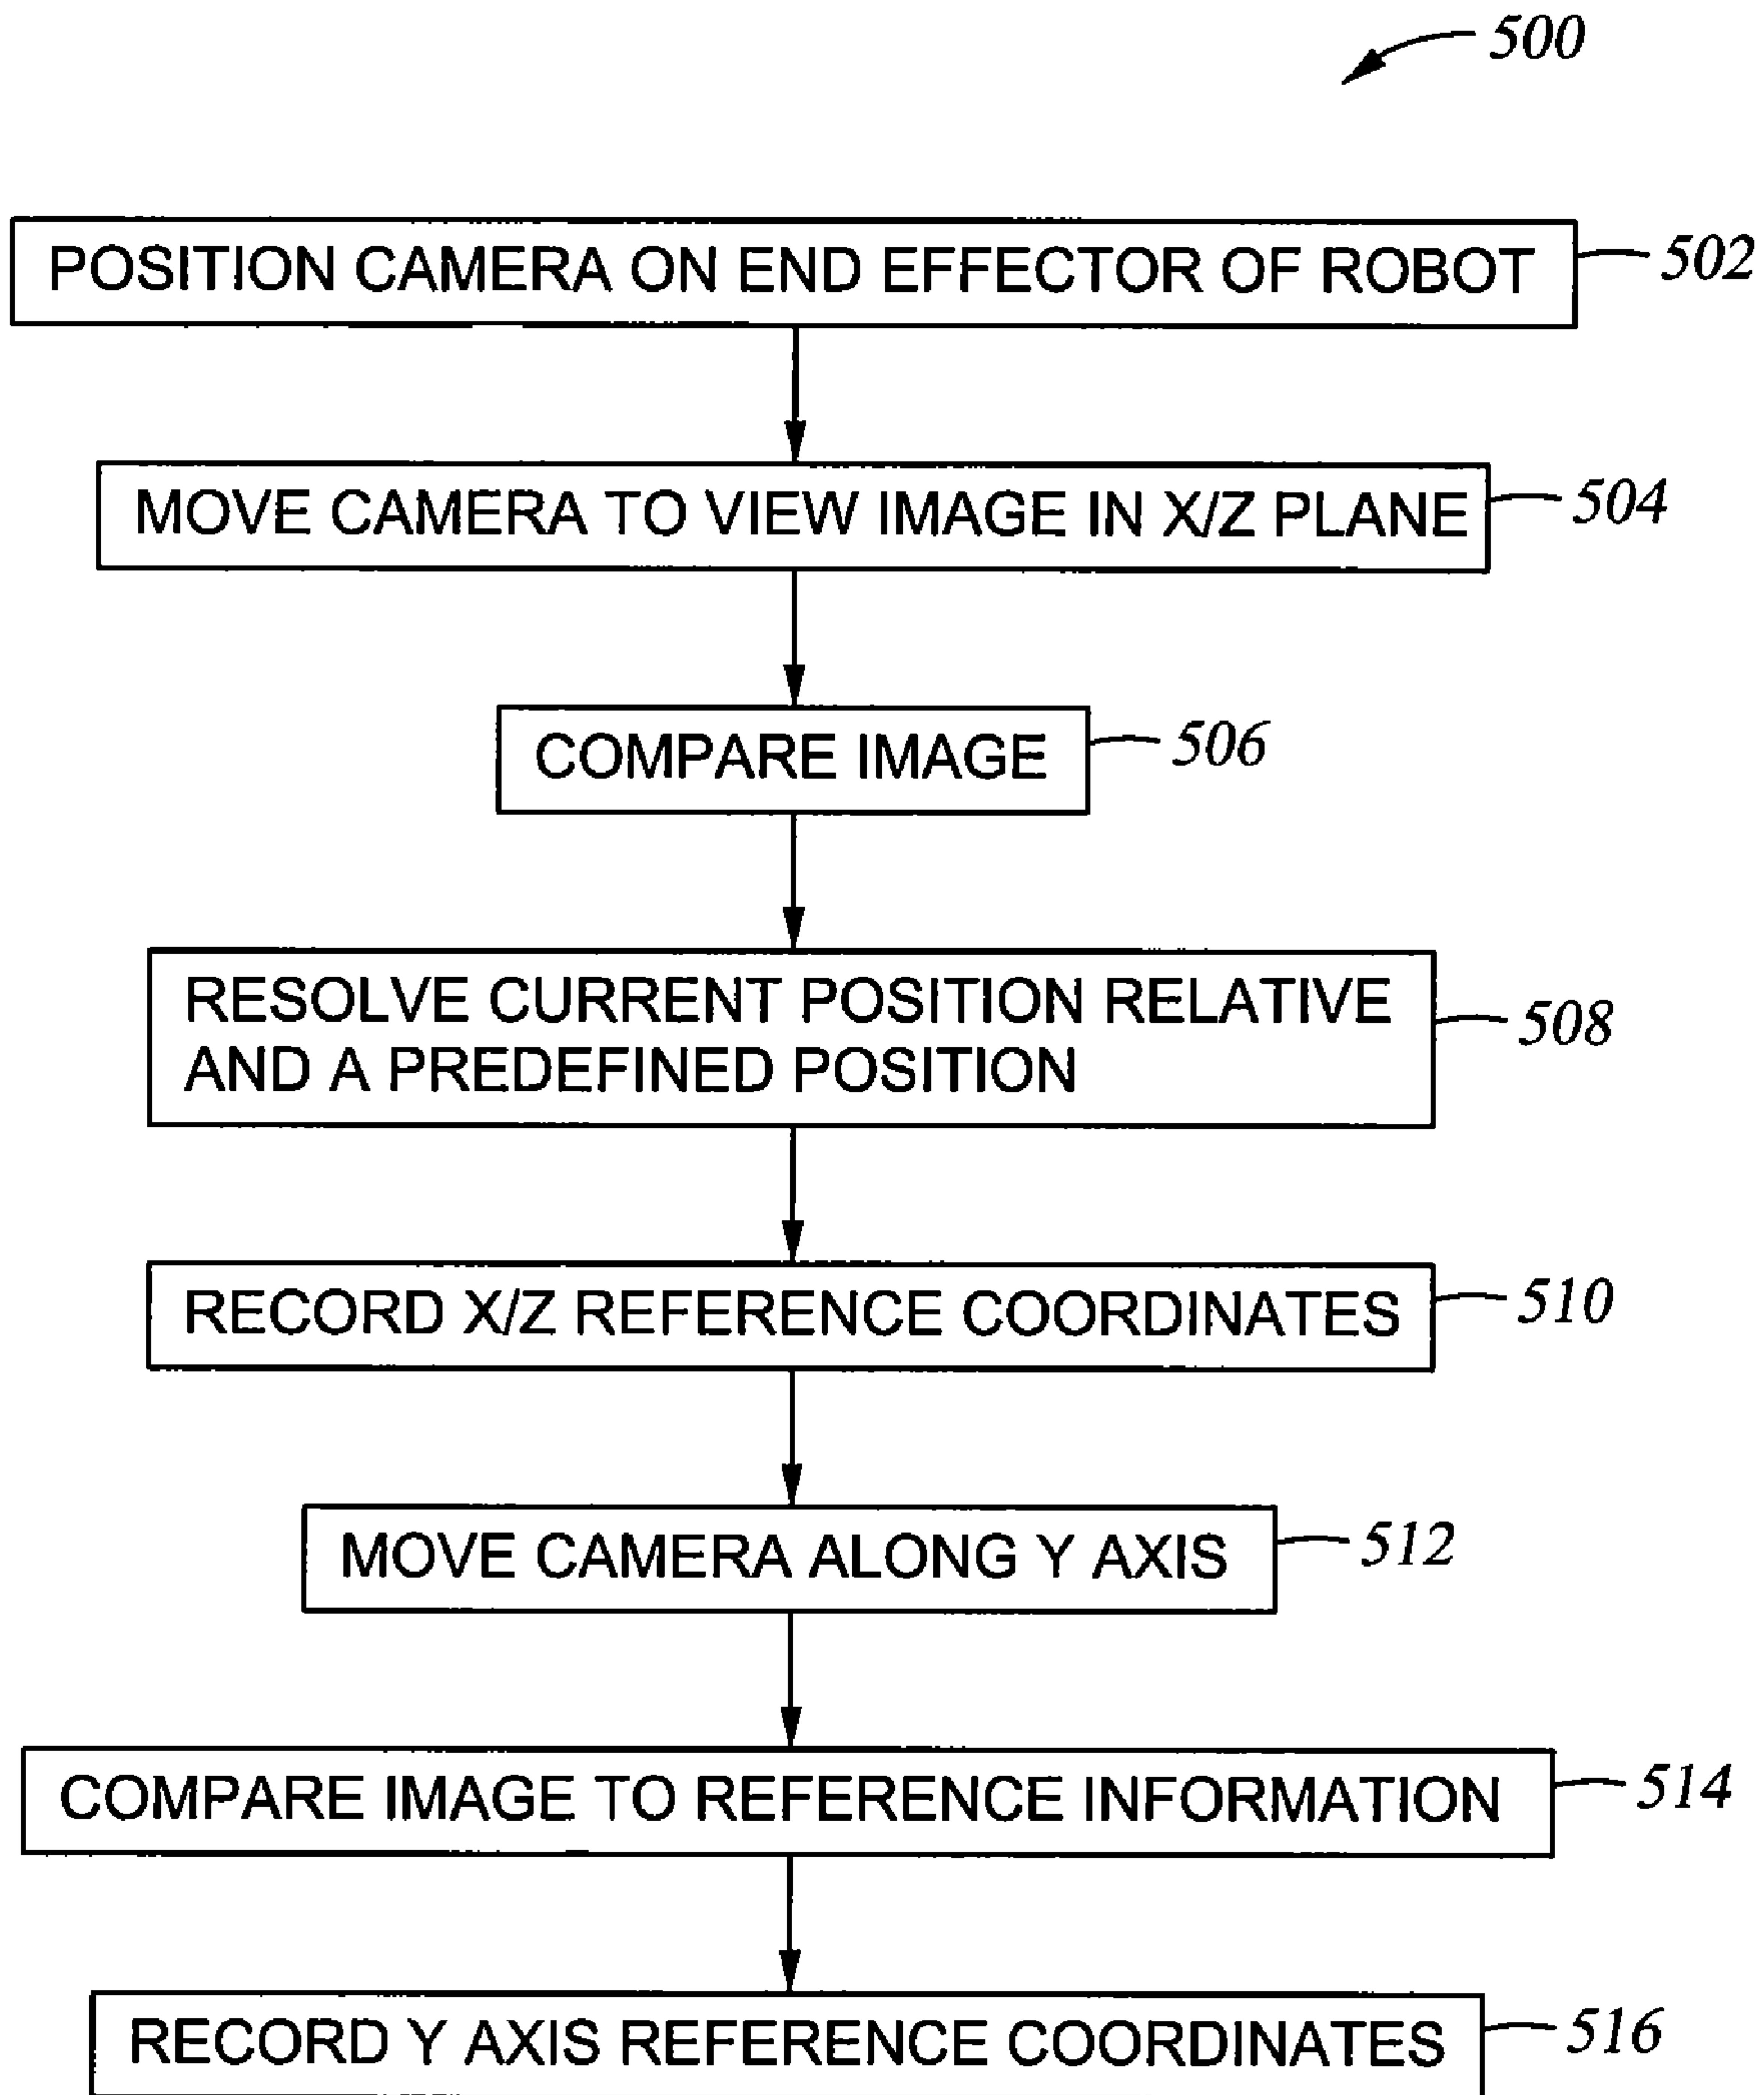 500
POSITION CAMERA ON END EFFECTOR OF ROBOT
502
MOVE CAMERA TO VIEW IMAGE IN X/Z PLANE
504
COMPARE IMAGE
506
RESOLVE CURRENT POSITION RELATIVE
AND A PREDEFINED POSITION
508
RECORD X/Z REFERENCE COORDINATES
510
MOVE CAMERA ALONG Y AXIS
512
COMPARE IMAGE TO REFERENCE INFORMATION
514
RECORD Y AXIS REFERENCE COORDINATES
516